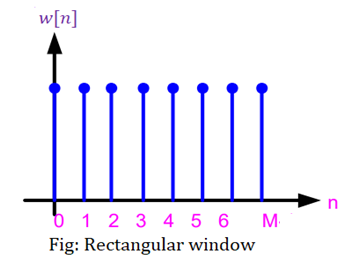 w[n]
n
0 1 2 3 4 5 6 M
Fig: Rectangular window